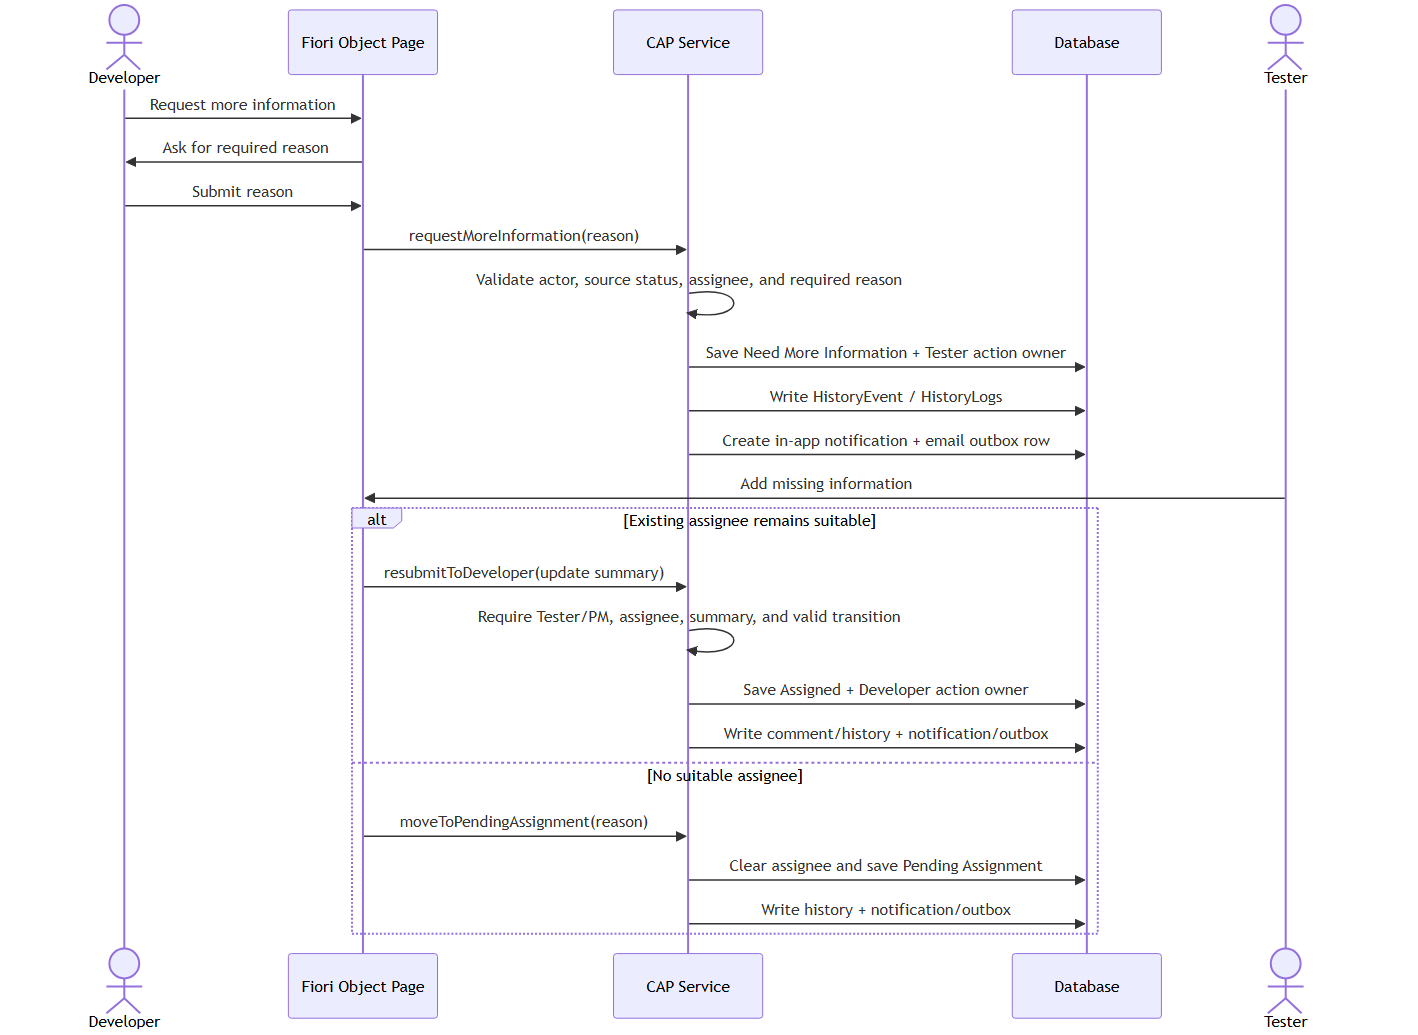 Developer
Fiori Object Page
CAP Service
Database
Tester
Request more information
Ask for required reason
Submit reason
requestMoreInformation(reason)
Validate actor, source status, assignee, and required reason
Save Need More Information + Tester action owner
Write HistoryEvent / HistoryLogs
Create in-app notification + email outbox row
Add missing information
alt
[Existing assignee remains suitable]
resubmitToDeveloper(update summary)
Require Tester/PM, assignee, summary, and valid transition
Save Assigned + Developer action owner
Write comment/history + notification/outbox
[No suitable assignee]
moveToPendingAssignment(reason)
Clear assignee and save Pending Assignment
Write history + notification/outbox
Developer
Fiori Object Page
CAP Service
Database
Tester